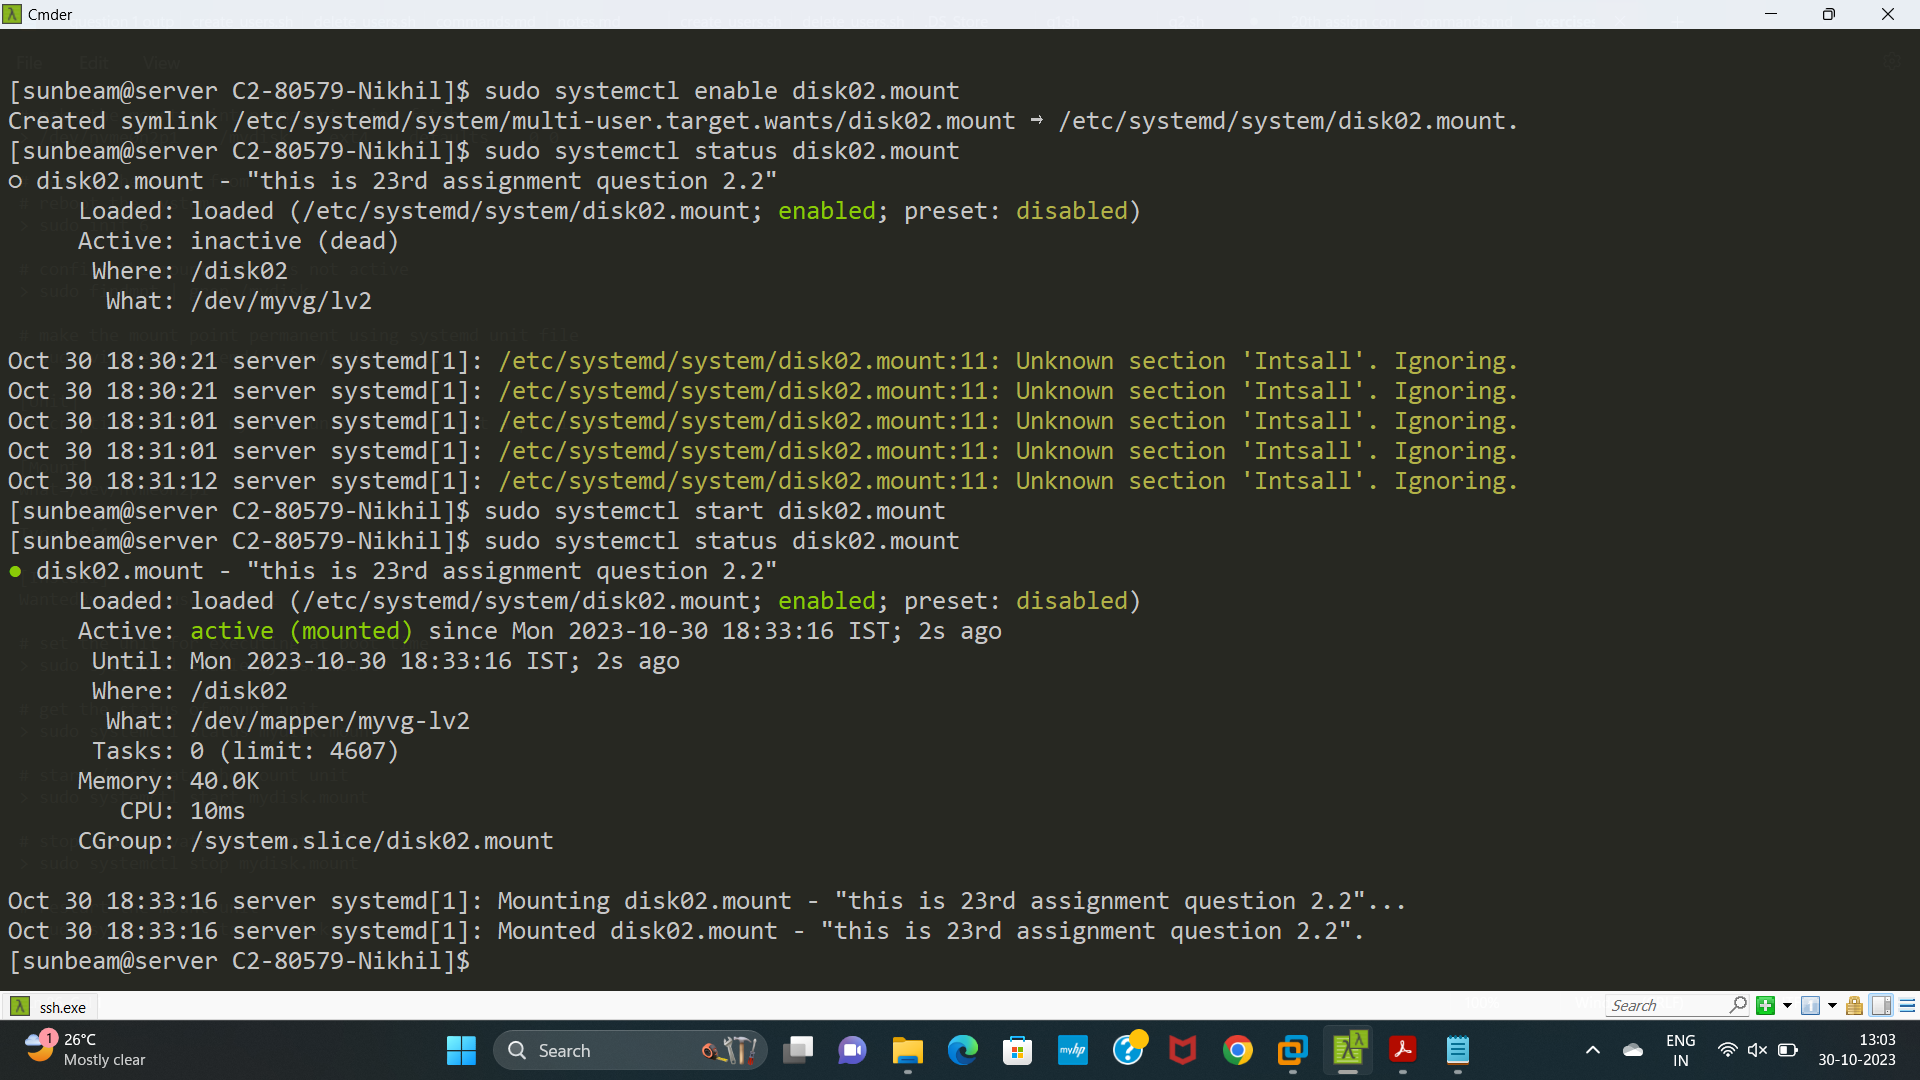 Cmder
[sunbeam@server C2-80579-Nikhil]$ sudo systemctl enable disk02.mount
Created symlink /etc/systemd/system/multi-user.target.wants/disk02.mount → /etc/systemd/system/disk02.mount.
[sunbeam@server C2-80579-Nikhil]$ sudo systemctl status disk02.mount
○ disk02.mount - "this is 23rd assignment question 2.2"
Loaded: loaded (/etc/systemd/system/disk02.mount; enabled; preset: disabled)
Active: inactive (dead)
Where: /disk02
What: /dev/myvg/lv2
Oct 30 18:30:21 server systemd[1]: /etc/systemd/system/disk02.mount:11: Unknown section 'Intsall'. Ignoring.
Oct 30 18:30:21 server systemd[1]: /etc/systemd/system/disk02.mount:11: Unknown section 'Intsall'. Ignoring.
Oct 30 18:31:01 server systemd[1]: /etc/systemd/system/disk02.mount:11: Unknown section 'Intsall'. Ignoring.
Oct 30 18:31:01 server systemd[1]: /etc/systemd/system/disk02.mount:11: Unknown section 'Intsall'. Ignoring.
Oct 30 18:31:12 server systemd[1]: /etc/systemd/system/disk02.mount:11: Unknown section 'Intsall'. Ignoring.
[sunbeam@server C2-80579-Nikhil]$ sudo systemctl start disk02.mount
[sunbeam@server C2-80579-Nikhil]$ sudo systemctl status disk02.mount
● disk02.mount - "this is 23rd assignment question 2.2"
Loaded: loaded (/etc/systemd/system/disk02.mount; enabled; preset: disabled)
Active: active (mounted) since Mon 2023-10-30 18:33:16 IST; 2s ago
Until: Mon 2023-10-30 18:33:16 IST; 2s ago
Where: /disk02
What: /dev/mapper/myvg-lv2
Tasks: 0 (limit: 4607)
Memory: 40.0K
CPU: 10ms
CGroup: /system.slice/disk02.mount
Oct 30 18:33:16 server systemd[1]: Mounting disk02.mount - "this is 23rd assignment question 2.2"...
Oct 30 18:33:16 server systemd[1]: Mounted disk02.mount - "this is 23rd assignment question 2.2".
[sunbeam@server C2-80579-Nikhil]$
ssh.exe
Search
1
26°C
Mostly clear
Search
myhp
ENG
IN
13:03
30-10-2023